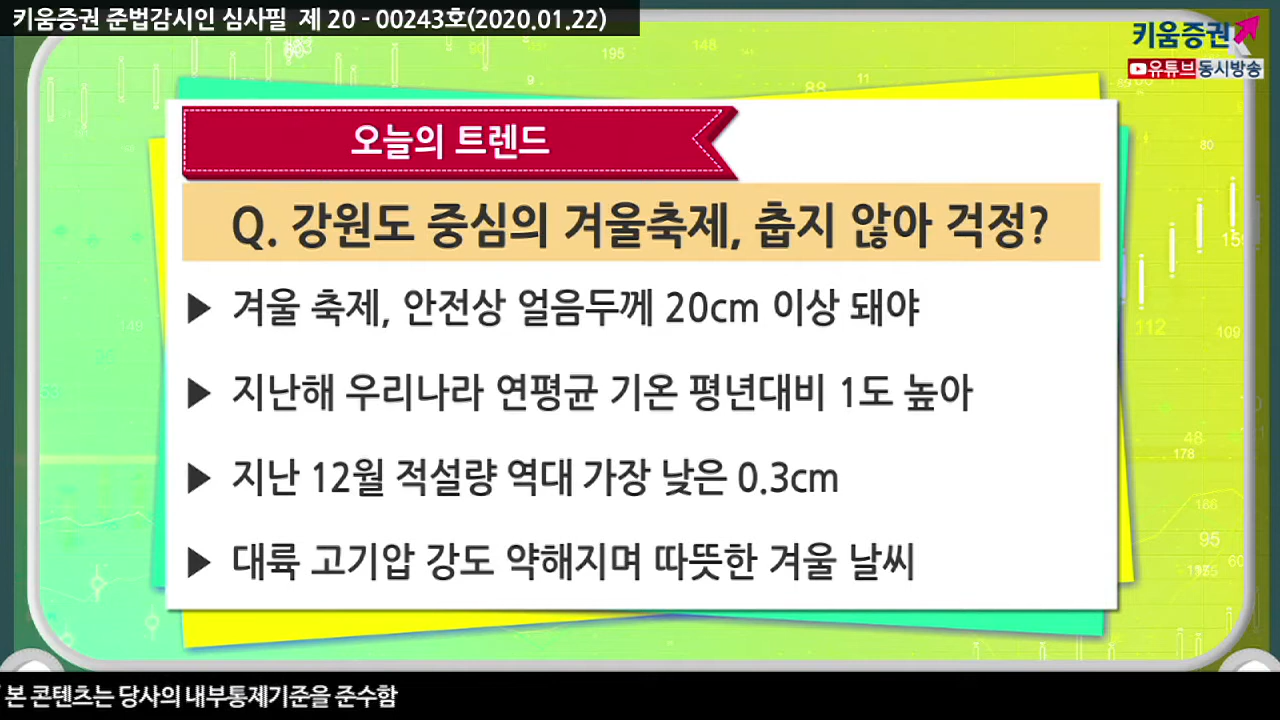 키움증권 준법감시인 심사필 제 20 - 00243호(2020.01.22)
키움증권
유튜브 동시방송
오늘의 트렌드
Q. 강원도 중심의 겨울축제, 춥지 않아 걱정?
▶ 겨울 축제, 안전상 얼음두께 20cm 이상 돼야
▶ 지난해 우리나라 연평균 기온 평년대비 1도 높아
▶ 지난 12월 적설량 역대 가장 낮은 0.3cm
▶ 대륙 고기압 강도 약해지며 따뜻한 겨울 날씨
본 콘텐츠는 당사의 내부통제기준을 준수함